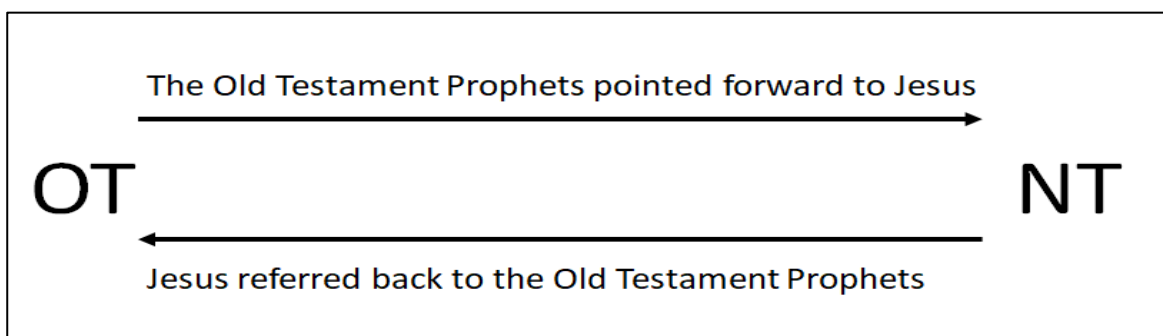 The Old Testament Prophets pointed forward to Jesus
OT
NT
Jesus referred back to the Old Testament Prophets